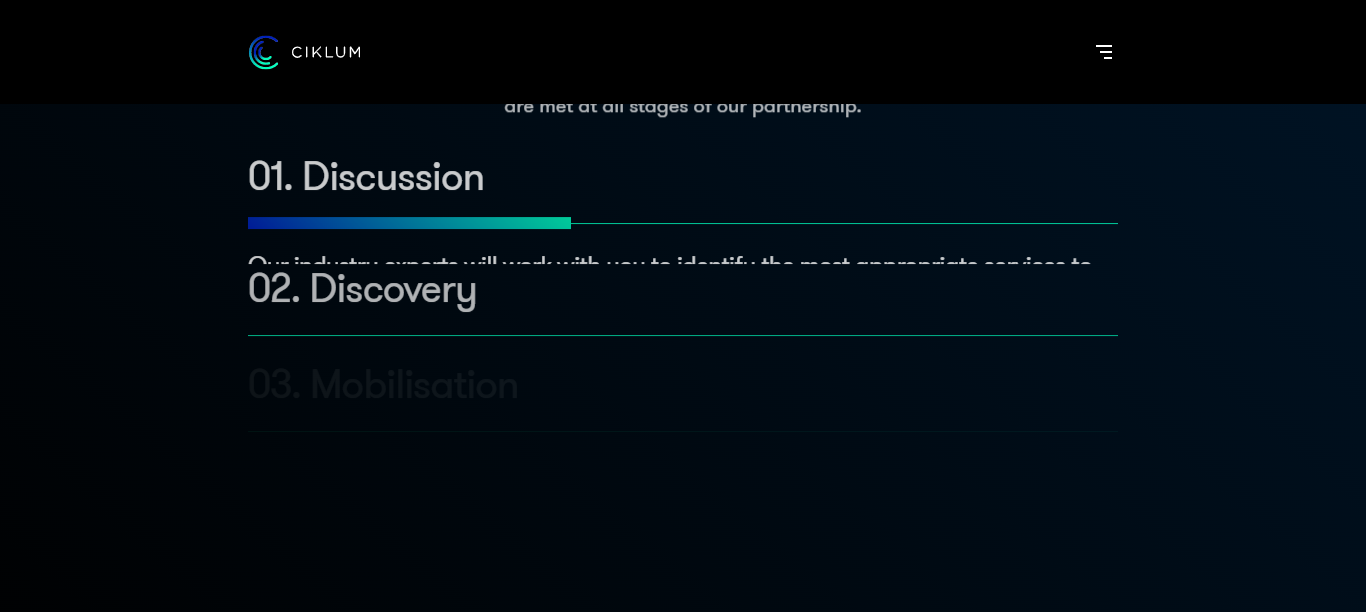 CIKLUM
are met at all stages of our partnership.
01. Discussion
Our industry experts will work with you to identify the most appropriate services to
02. Discovery
03. Mobilisation